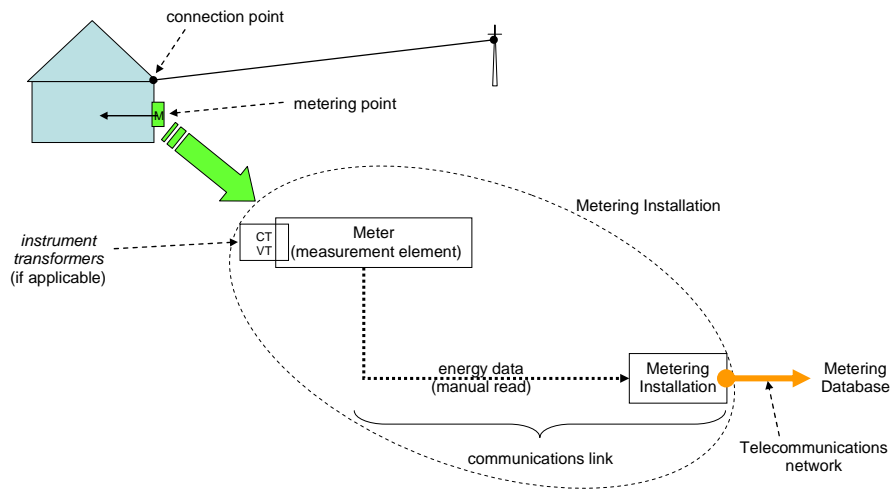 connection point
metering point
M
Metering Installation
instrument
transformers
(if applicable)
CT
VT
Meter
(measurement element)
energy data
(manual read)
Metering
Installation
Metering
Database
communications link
Telecommunications
network